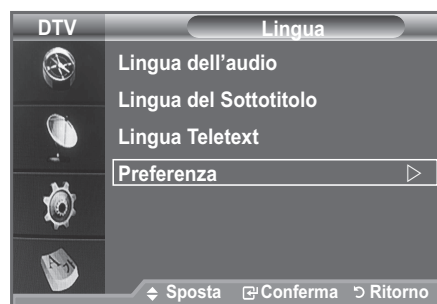 DTV
Lingua
Lingua dell’audio
Lingua del Sottotitolo
Lingua Teletext
Preferenza
Sposta Conferma Ritorno